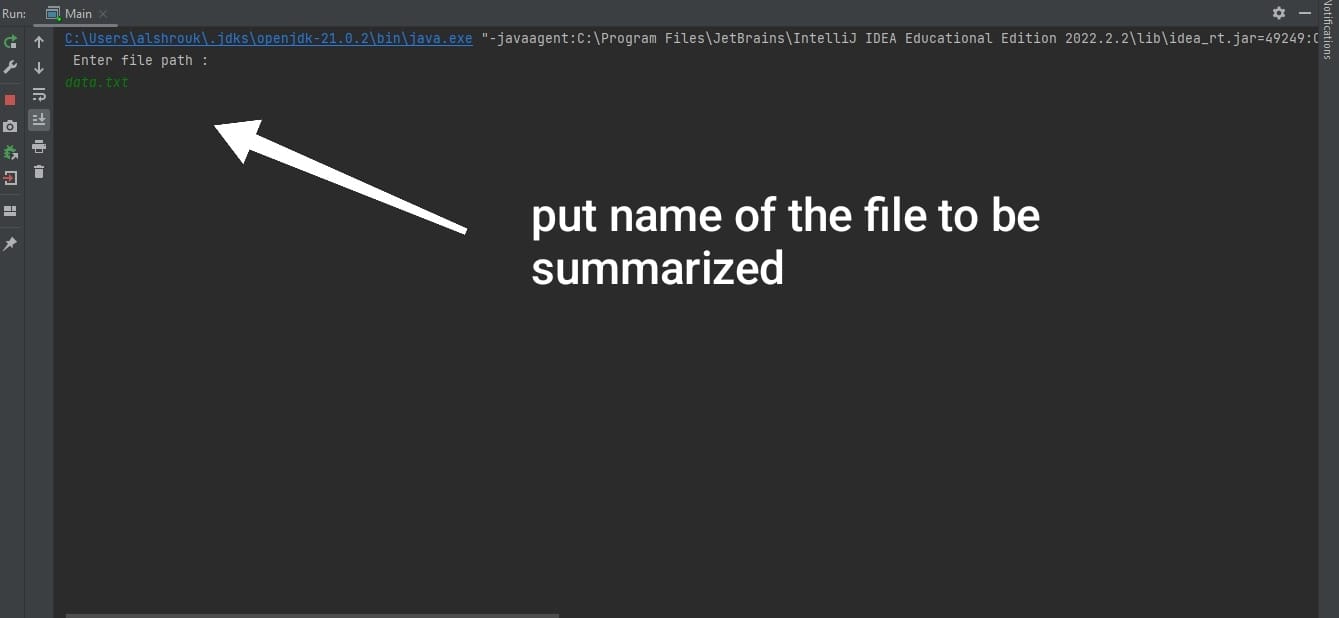 Run: Main
C:\Users\alshrouk\.jdks\openjdk-21.0.2\bin\java.exe "-javaagent:C:\Program Files\JetBrains\IntelliJ IDEA Educational Edition 2022.2.2\lib\idea_rt.jar=49249:C
Enter file path :
data.txt
put name of the file to be
summarized
Notifications